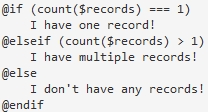 @if (count($records) === 1)
    I have one record!
@elseif (count($records) > 1)
    I have multiple records!
@else
    I don't have any records!
@endif